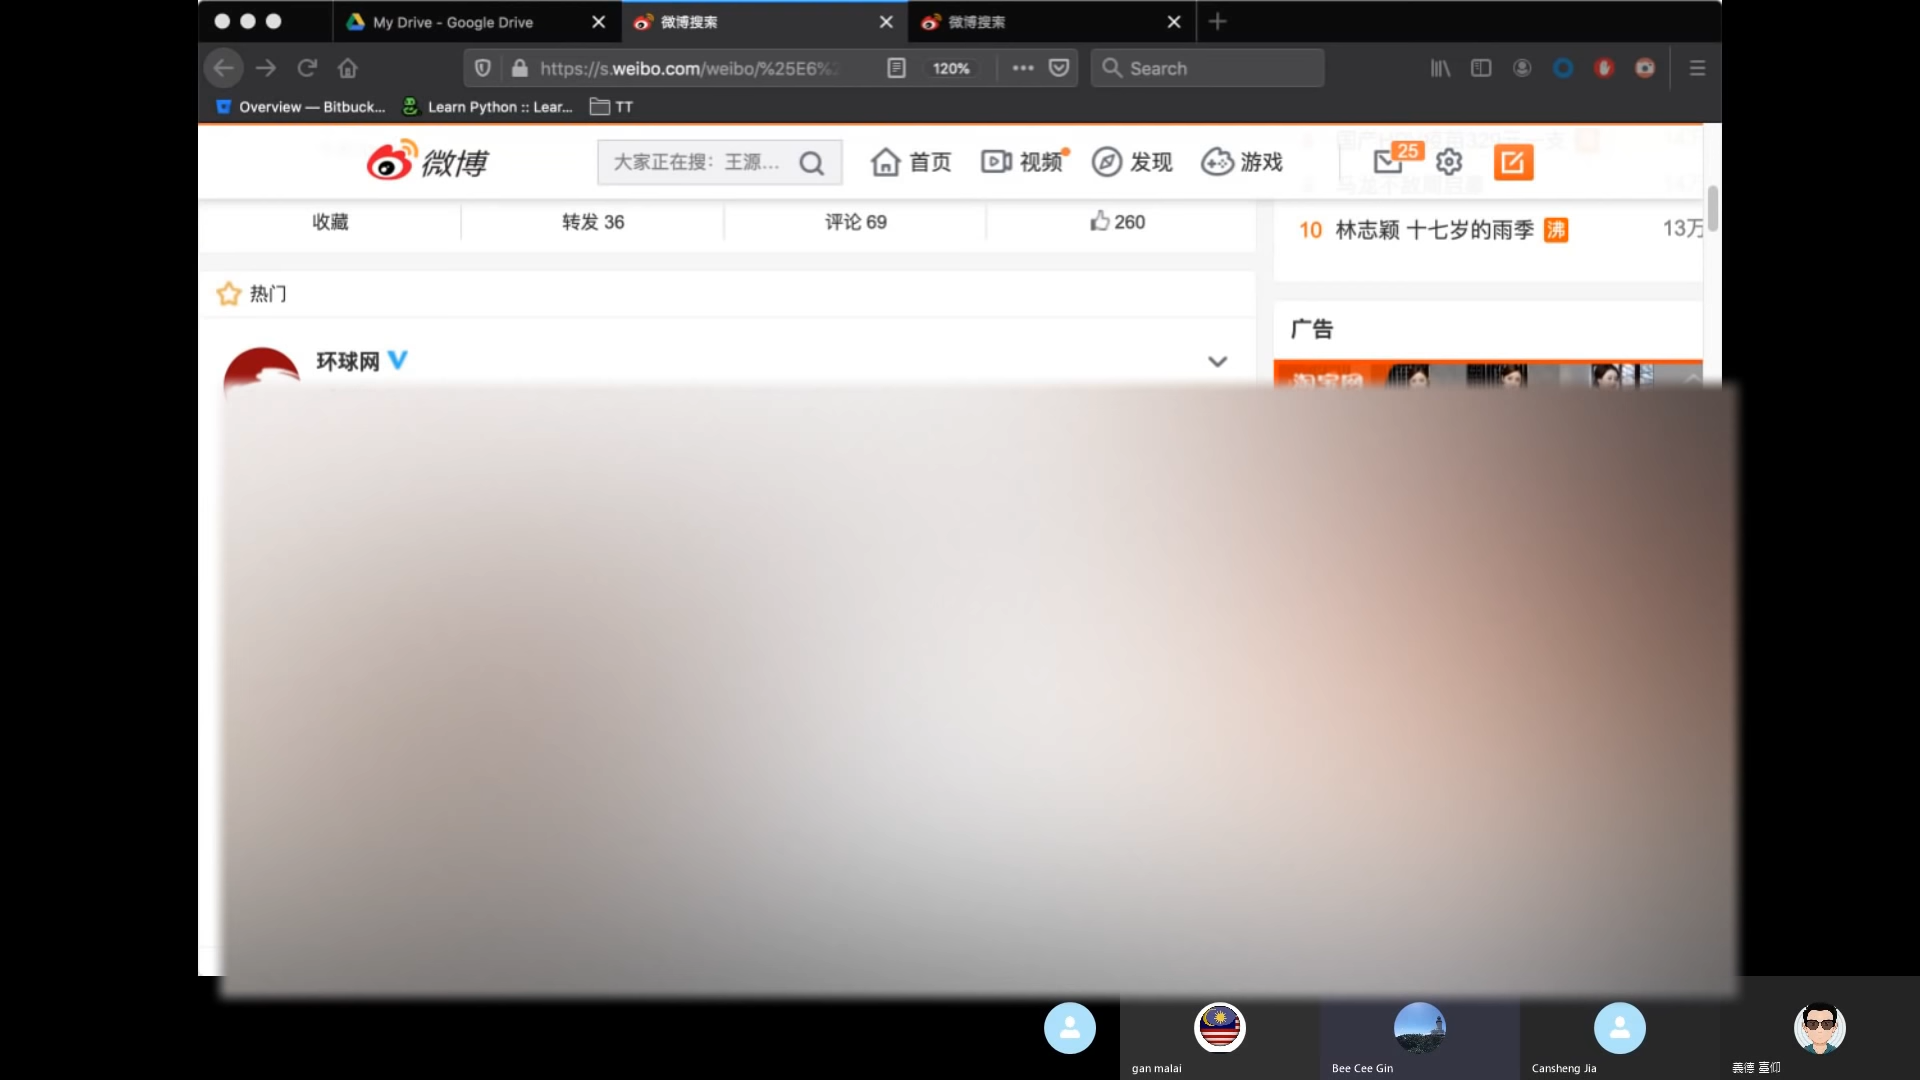 My Drive - Google Drive
微博搜索
微博搜索
https://s.weibo.com/weibo/%25E6%
120%
Search
Overview — Bitbuck...
Learn Python :: Lear...
TT
微博
大家正在搜：王源...
首页
视频
发现
游戏
25
收藏
转发 36
评论 69
260
10 林志颖 十七岁的雨季 沸 13万
热门
环球网
广告
淘宝网
gan malai
Bee Cee Gin
Cansheng Jia